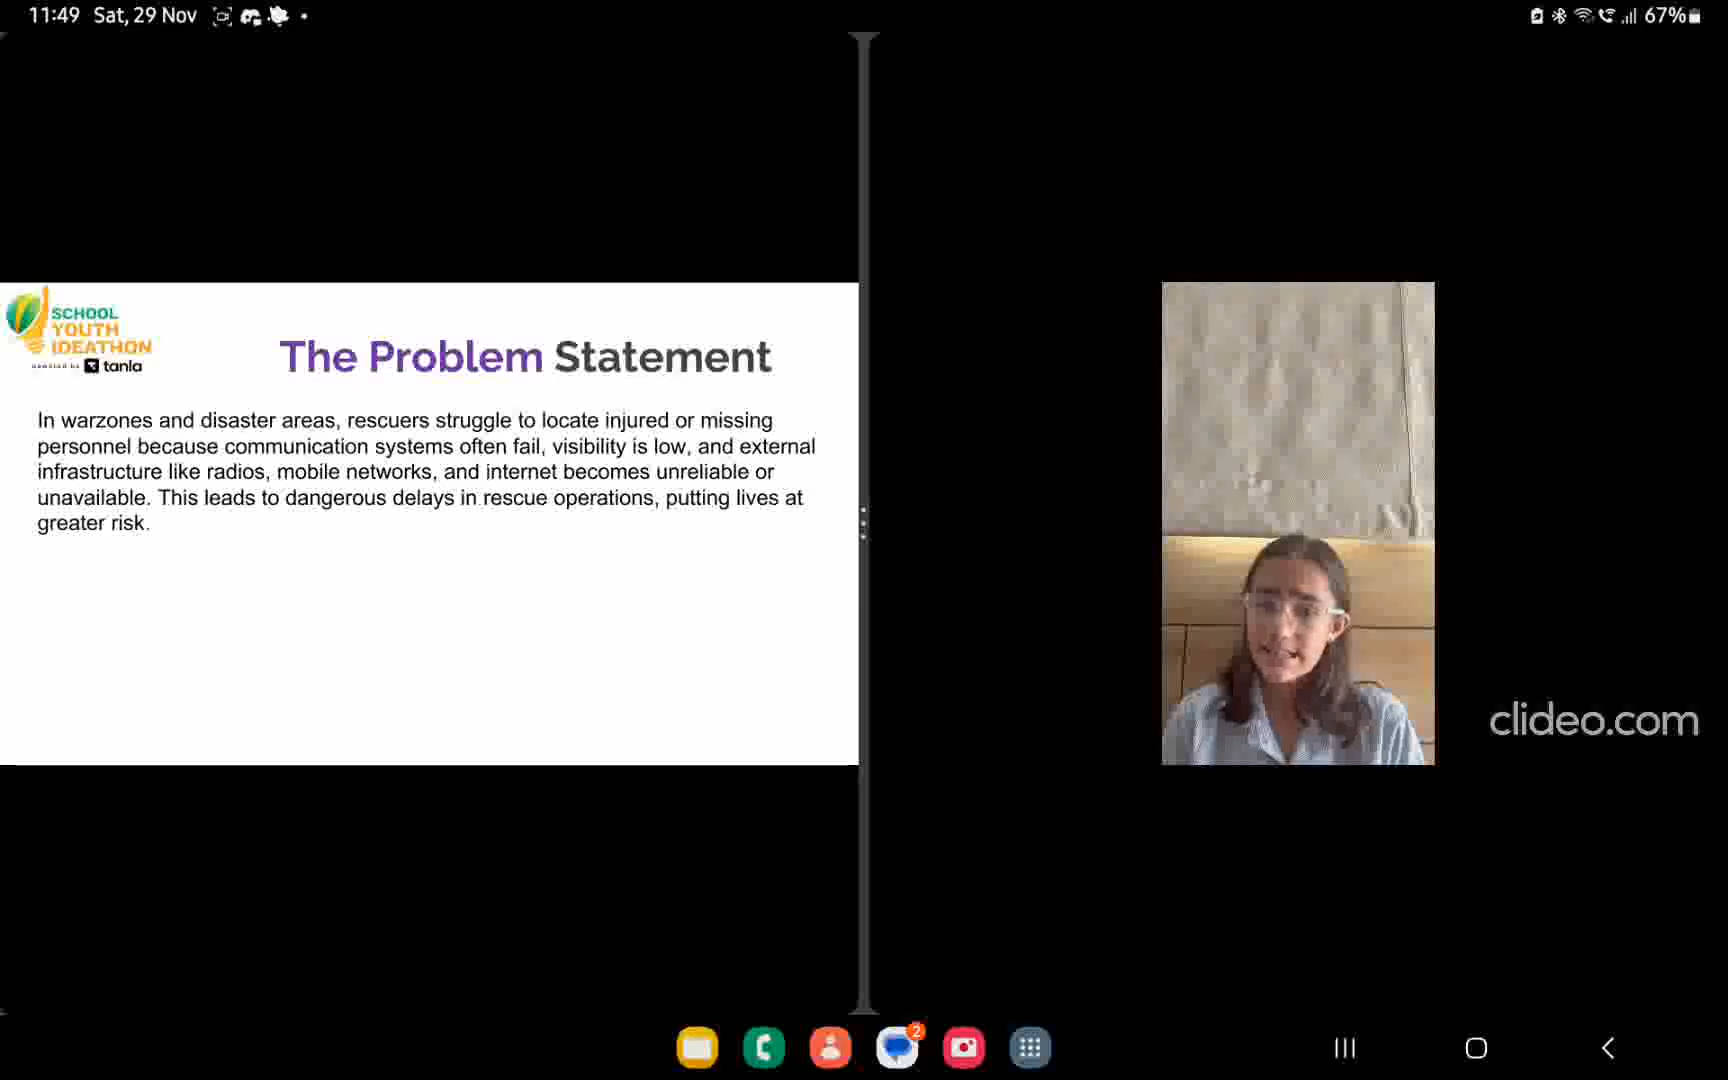 11:49 Sat, 29 Nov
67%
SCHOOL
YOUTH
IDEATHON
POWERED BY tania
The Problem Statement
In warzones and disaster areas, rescuers struggle to locate injured or missing
personnel because communication systems often fail, visibility is low, and external
infrastructure like radios, mobile networks, and internet becomes unreliable or
unavailable. This leads to dangerous delays in rescue operations, putting lives at
greater risk.
clideo.com
2